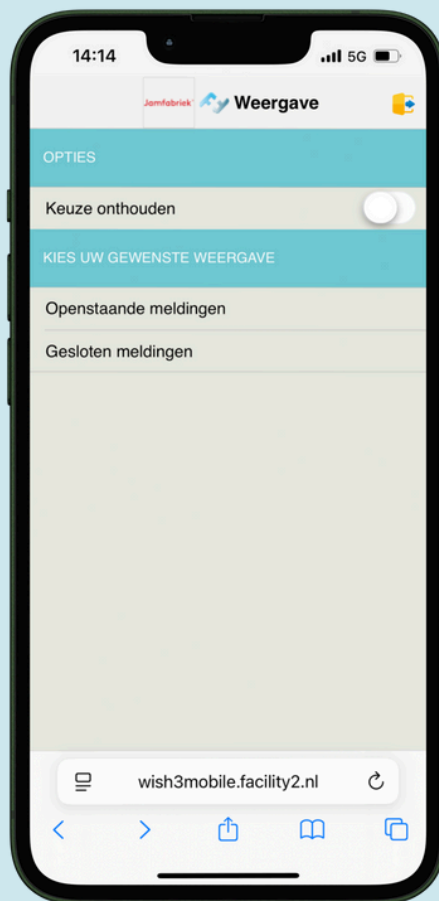 14:14
5G
Jamfabriek
Fy Weergave
OPTIES
Keuze onthouden
KIES UW GEWENSTE WEERGAVE
Openstaande meldingen
Gesloten meldingen
wish3mobile.facility2.nl